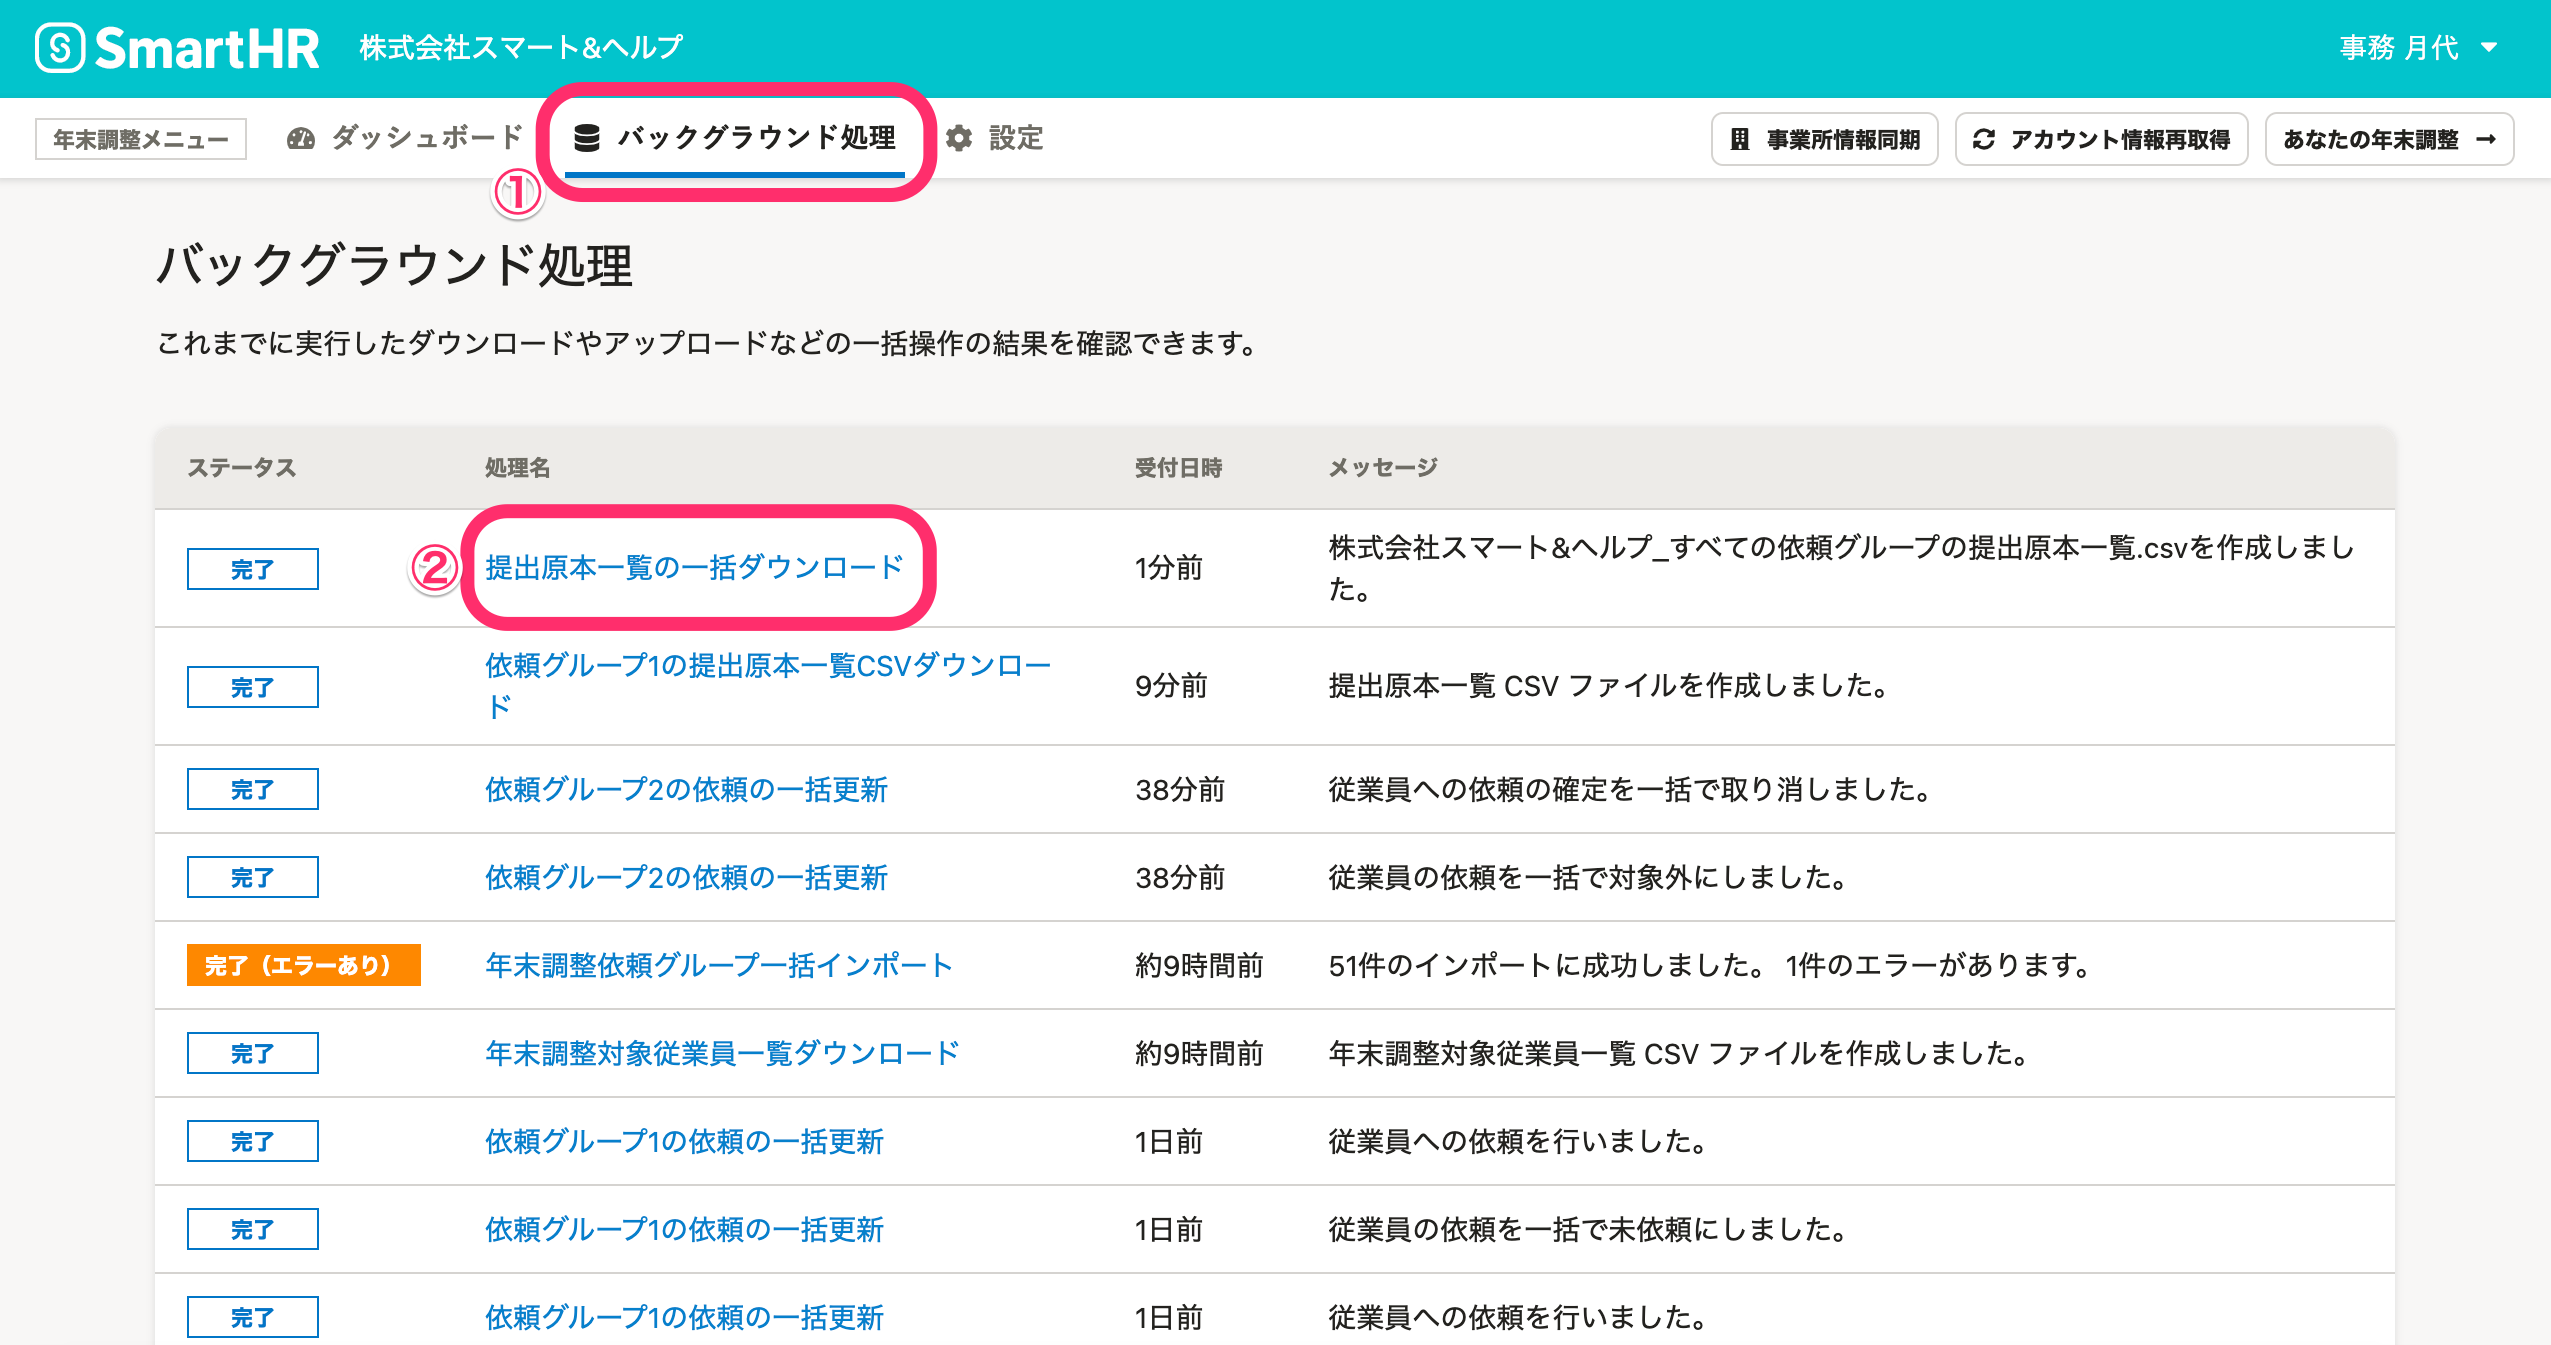 SmartHR 株式会社スマート&ヘルプ 事務 月代
年末調整メニュー ダッシュボード バックグラウンド処理 設定 事業所情報同期 アカウント情報再取得 あなたの年末調整 →
①
バックグラウンド処理
これまでに実行したダウンロードやアップロードなどの一括操作の結果を確認できます。
ステータス 処理名 受付日時 メッセージ
完了 ② 提出原本一覧の一括ダウンロード 1分前 株式会社スマート&ヘルプ_すべての依頼グループの提出原本一覧.csvを作成しまし
た。
完了 依頼グループ1の提出原本一覧CSVダウンロー
ド 9分前 提出原本一覧 CSV ファイルを作成しました。
完了 依頼グループ2の依頼の一括更新 38分前 従業員への依頼の確定を一括で取り消しました。
完了 依頼グループ2の依頼の一括更新 38分前 従業員の依頼を一括で対象外にしました。
完了（エラーあり） 年末調整依頼グループ一括インポート 約9時間前 51件のインポートに成功しました。 1件のエラーがあります。
完了 年末調整対象従業員一覧ダウンロード 約9時間前 年末調整対象従業員一覧 CSV ファイルを作成しました。
完了 依頼グループ1の依頼の一括更新 1日前 従業員への依頼を行いました。
完了 依頼グループ1の依頼の一括更新 1日前 従業員の依頼を一括で未依頼にしました。
完了 依頼グループ1の依頼の一括更新 1日前 従業員への依頼を行いました。